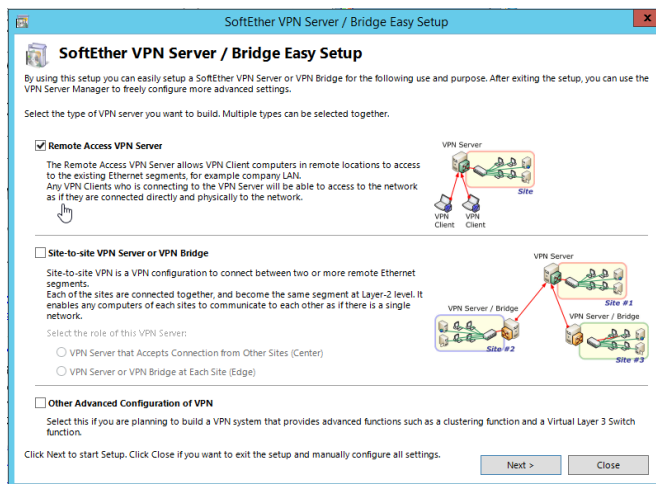 SoftEther VPN Server / Bridge Easy Setup
x
SoftEther VPN Server / Bridge Easy Setup
By using this setup you can easily setup a SoftEther VPN Server or VPN Bridge for the following use and purpose. After exiting the setup, you can use the
VPN Server Manager to freely configure more advanced settings.
Select the type of VPN server you want to build. Multiple types can be selected together.
Remote Access VPN Server
The Remote Access VPN Server allows VPN Client computers in remote locations to access
to the existing Ethernet segments, for example company LAN.
Any VPN Clients who is connecting to the VPN Server will be able to access to the network
as if they are connected directly and physically to the network.
VPN Server
Site
VPN VPN
Client Client
Site-to-site VPN Server or VPN Bridge
Site-to-site VPN is a VPN configuration to connect between two or more remote Ethernet
segments.
Each of the sites are connected together, and become the same segment at Layer-2 level. It
enables any computers of each sites to communicate to each other as if there is a single
network.
Select the role of this VPN Server:
VPN Server that Accepts Connection from Other Sites (Center)
VPN Server or VPN Bridge at Each Site (Edge)
VPN Server
Site #1
VPN Server / Bridge
VPN Server / Bridge
Site #2
Site #3
Other Advanced Configuration of VPN
Select this if you are planning to build a VPN system that provides advanced functions such as a clustering function and a Virtual Layer 3 Switch
function.
Click Next to start Setup. Click Close if you want to exit the setup and manually configure all settings.
Next >
Close